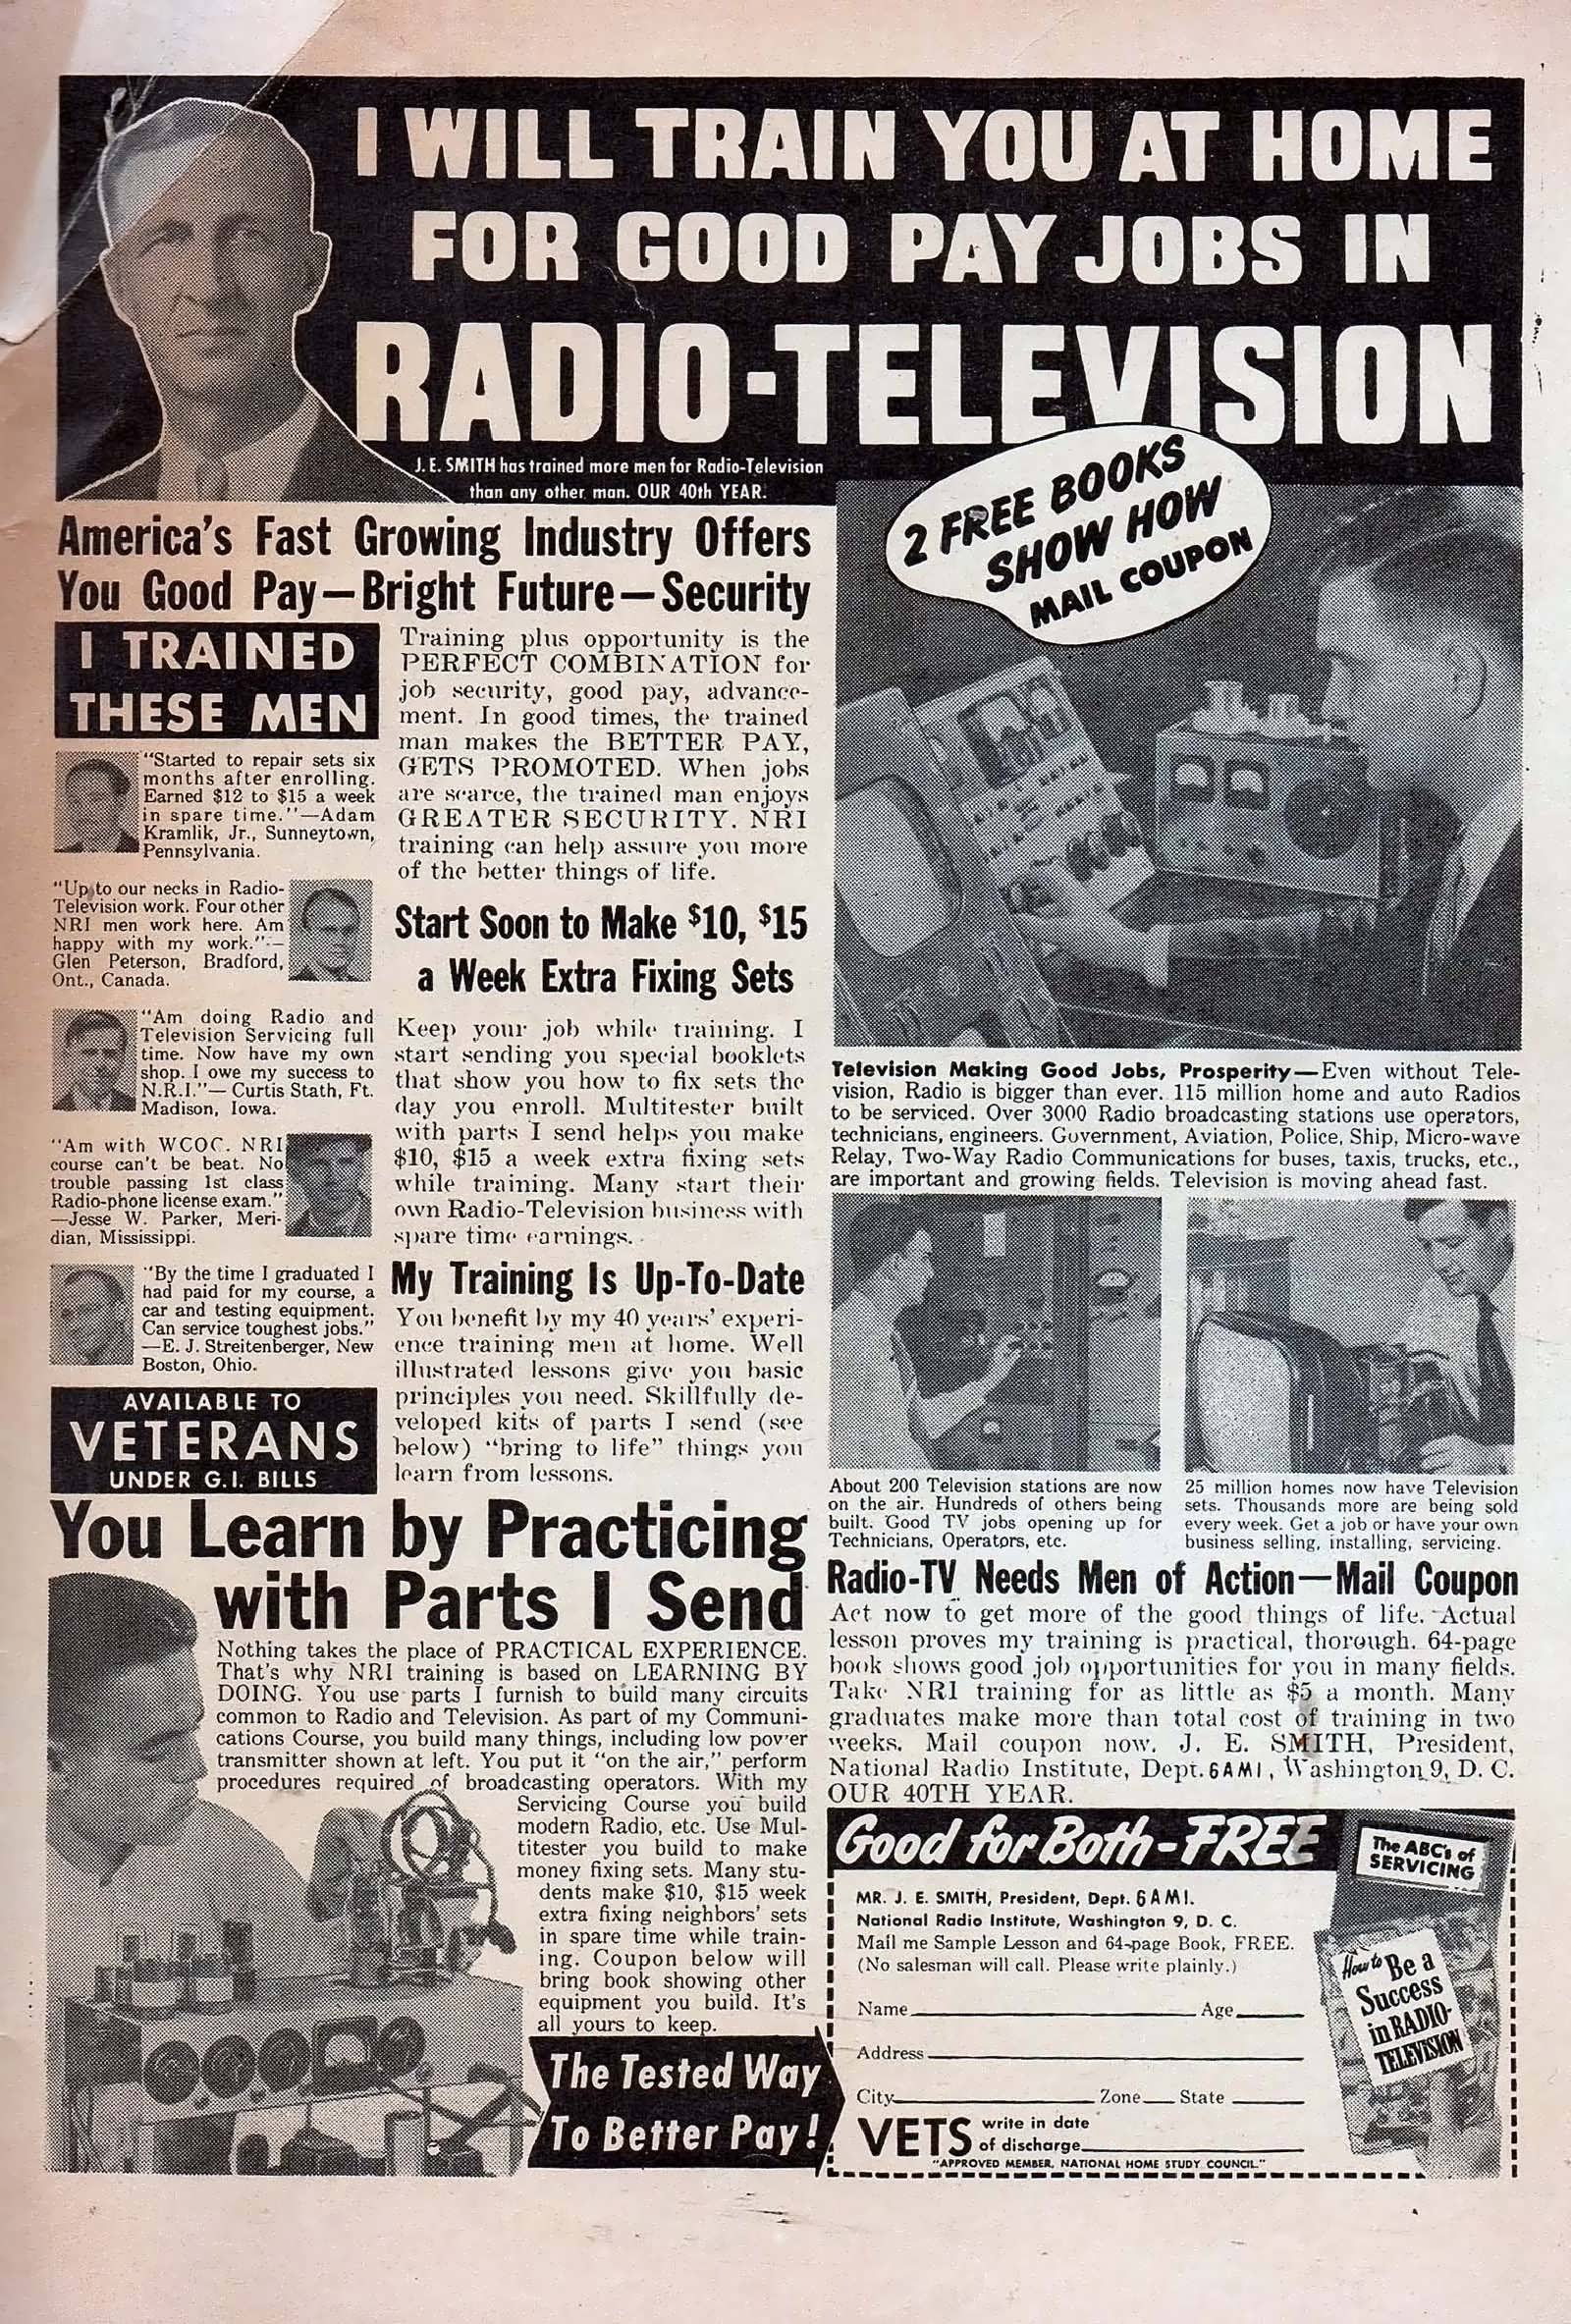 I WILL TRAIN YOU AT HOME
FOR GOOD PAY JOBS IN
RADIO-TELEVISION
J. E. SMITH has trained more men for Radio-Television
than any other man. OUR 40th YEAR.
2 FREE BOOKS
SHOW HOW
MAIL COUPON
America's Fast Growing Industry Offers
You Good Pay—Bright Future—Security
I TRAINED
THESE MEN
"Started to repair sets six
months after enrolling.
Earned $12 to $15 a week
in spare time."—Adam
Kramlik, Jr., Sunneytown,
Pennsylvania.
"Up to our necks in Radio-
Television work. Four other
NRI men work here. Am
happy with my work."—
Glen Peterson, Bradford,
Ont., Canada.
"Am doing Radio and
Television Servicing full
time. Now have my own
shop. I owe my success to
N.R.I."— Curtis Stath, Ft.
Madison, Iowa.
"Am with WCOC. NRI
course can't be beat. No
trouble passing 1st class
Radio-phone license exam."
—Jesse W. Parker, Meri-
dian, Mississippi.
"By the time I graduated I
had paid for my course, a
car and testing equipment.
Can service toughest jobs."
—E. J. Streitenberger, New
Boston, Ohio.
AVAILABLE TO
VETERANS
UNDER G.I. BILLS
Training plus opportunity is the
PERFECT COMBINATION for
job security, good pay, advance-
ment. In good times, the trained
man makes the BETTER PAY,
GETS PROMOTED. When jobs
are scarce, the trained man enjoys
GREATER SECURITY. NRI
training can help assure you more
of the better things of life.
Start Soon to Make $10, $15
a Week Extra Fixing Sets
Keep your job while training. I
start sending you special booklets
that show you how to fix sets the
day you enroll. Multitester built
with parts I send helps you make
$10, $15 a week extra fixing sets
while training. Many start their
own Radio-Television business with
spare time earnings.
My Training Is Up-To-Date
You benefit by my 40 years' experi-
ence training men at home. Well
illustrated lessons give you basic
principles you need. Skillfully de-
veloped kits of parts I send (see
below) "bring to life" things you
learn from lessons.
Television Making Good Jobs, Prosperity—Even without Tele-
vision, Radio is bigger than ever. 115 million home and auto Radios
to be serviced. Over 3000 Radio broadcasting stations use operators,
technicians, engineers. Government, Aviation, Police, Ship, Micro-wave
Relay, Two-Way Radio Communications for buses, taxis, trucks, etc.,
are important and growing fields. Television is moving ahead fast.
About 200 Television stations are now
on the air. Hundreds of others being
built. Good TV jobs opening up for
Technicians, Operators, etc.
25 million homes now have Television
sets. Thousands more are being sold
every week. Get a job or have your own
business selling, installing, servicing.
You Learn by Practicing
with Parts I Send
Nothing takes the place of PRACTICAL EXPERIENCE.
That's why NRI training is based on LEARNING BY
DOING. You use parts I furnish to build many circuits
common to Radio and Television. As part of my Communi-
cations Course, you build many things, including low power
transmitter shown at left. You put it "on the air," perform
procedures required of broadcasting operators. With my
Servicing Course you build
modern Radio, etc. Use Mul-
titester you build to make
money fixing sets. Many stu-
dents make $10, $15 week
extra fixing neighbors' sets
in spare time while train-
ing. Coupon below will
bring book showing other
equipment you build. It's
all yours to keep.
The Tested Way
To Better Pay!
Radio-TV Needs Men of Action—Mail Coupon
Act now to get more of the good things of life. Actual
lesson proves my training is practical, thorough. 64-page
book shows good job opportunities for you in many fields.
Take NRI training for as little as $5 a month. Many
graduates make more than total cost of training in two
weeks. Mail coupon now. J. E. SMITH, President,
National Radio Institute, Dept. 6AM1, Washington 9, D. C.
OUR 40TH YEAR.
Good for Both-FREE
The ABC's of
SERVICING
MR. J. E. SMITH, President, Dept. 6AM1.
National Radio Institute, Washington 9, D. C.
Mail me Sample Lesson and 64-page Book, FREE.
(No salesman will call. Please write plainly.)
How to Be a
Success
in RADIO-
TELEVISION
Name Age
Address
City Zone State
VETS write in date
of discharge
"APPROVED MEMBER, NATIONAL HOME STUDY COUNCIL"